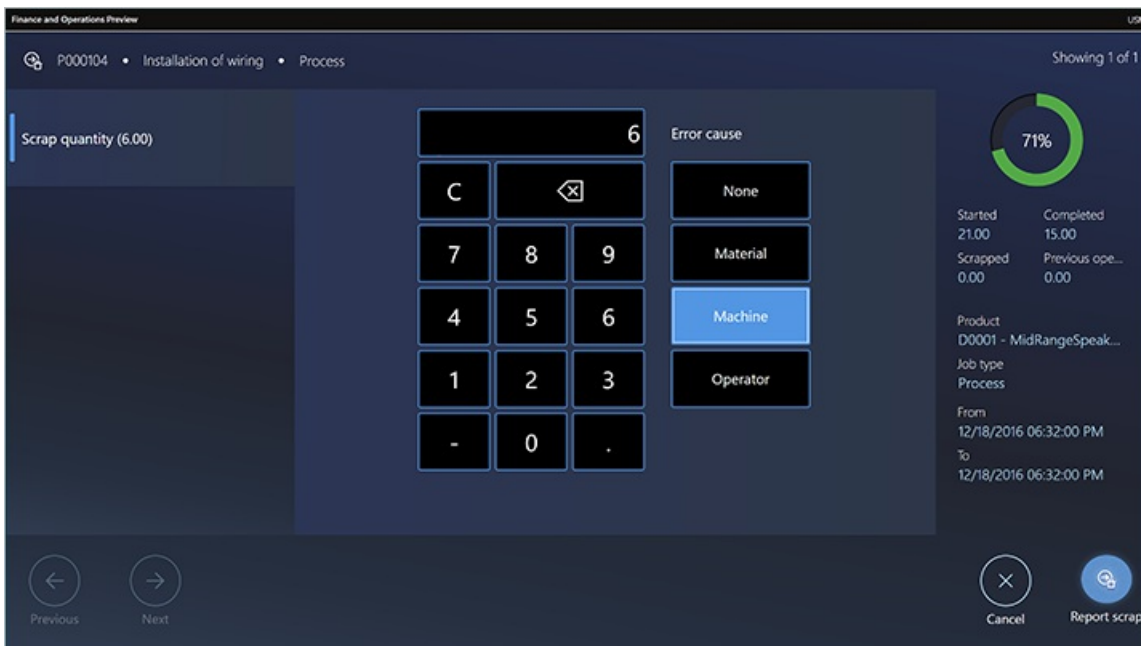 Finance and Operations Preview
P000104 • Installation of wiring • Process
Showing 1 of 1
Scrap quantity (6.00)
6
Error cause
C
None
7 8 9
Material
4 5 6
Machine
1 2 3
Operator
- 0 .
71%
Started Completed
21.00 15.00
Scrapped Previous ope...
0.00 0.00
Product
D0001 - MidRangeSpeak...
Job type
Process
From
12/18/2016 06:32:00 PM
To
12/18/2016 06:32:00 PM
Previous
Next
Cancel
Report scrap